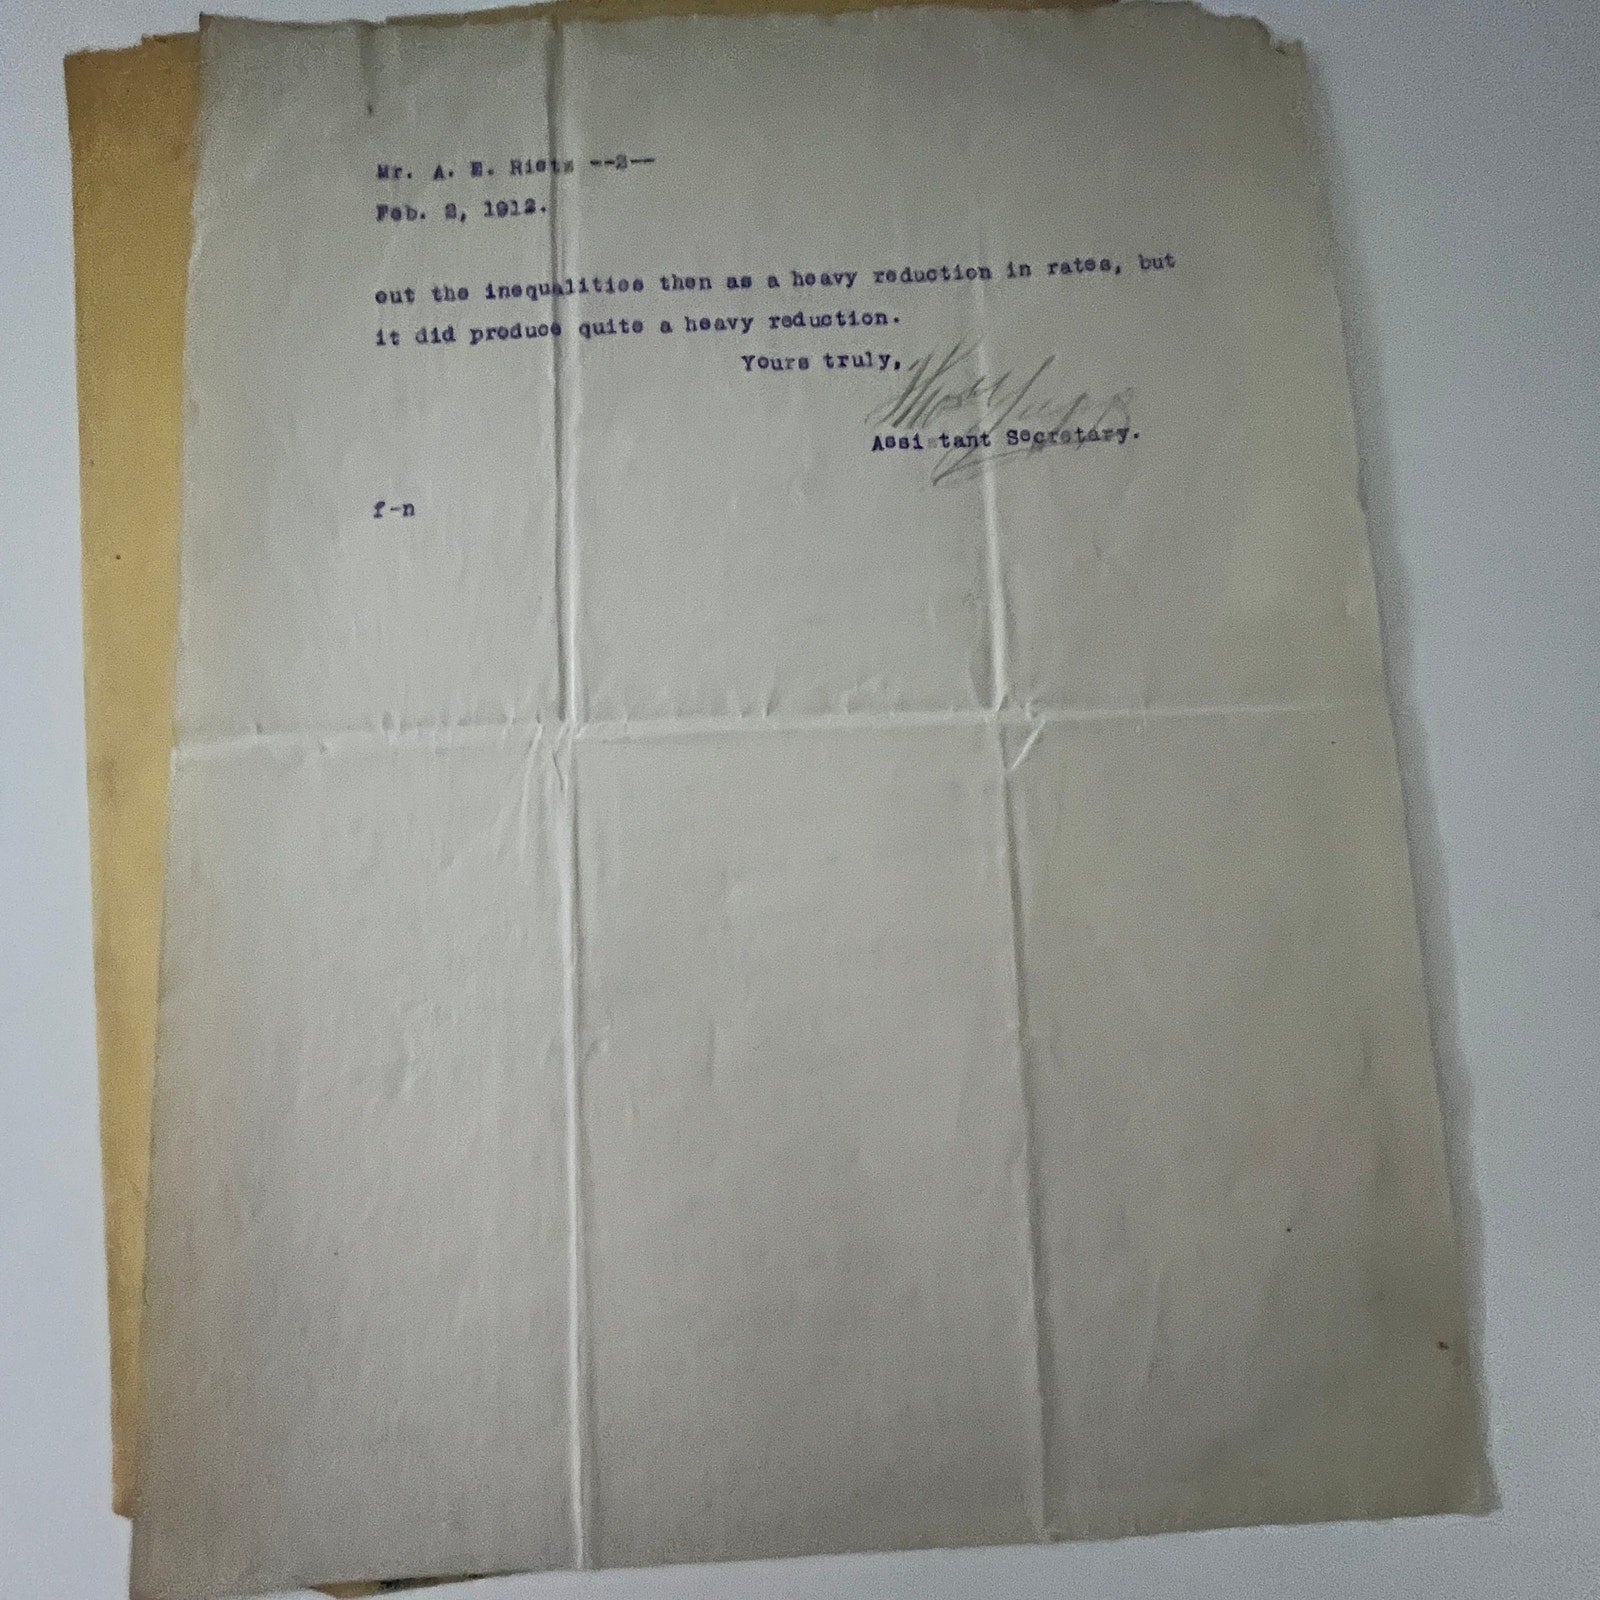 Mr. A. E. Rietz --2--
Feb. 2, 1912.
out the inequalities then as a heavy reduction in rates, but
it did produce quite a heavy reduction.
Yours truly,
Assistant Secretary.
f-n